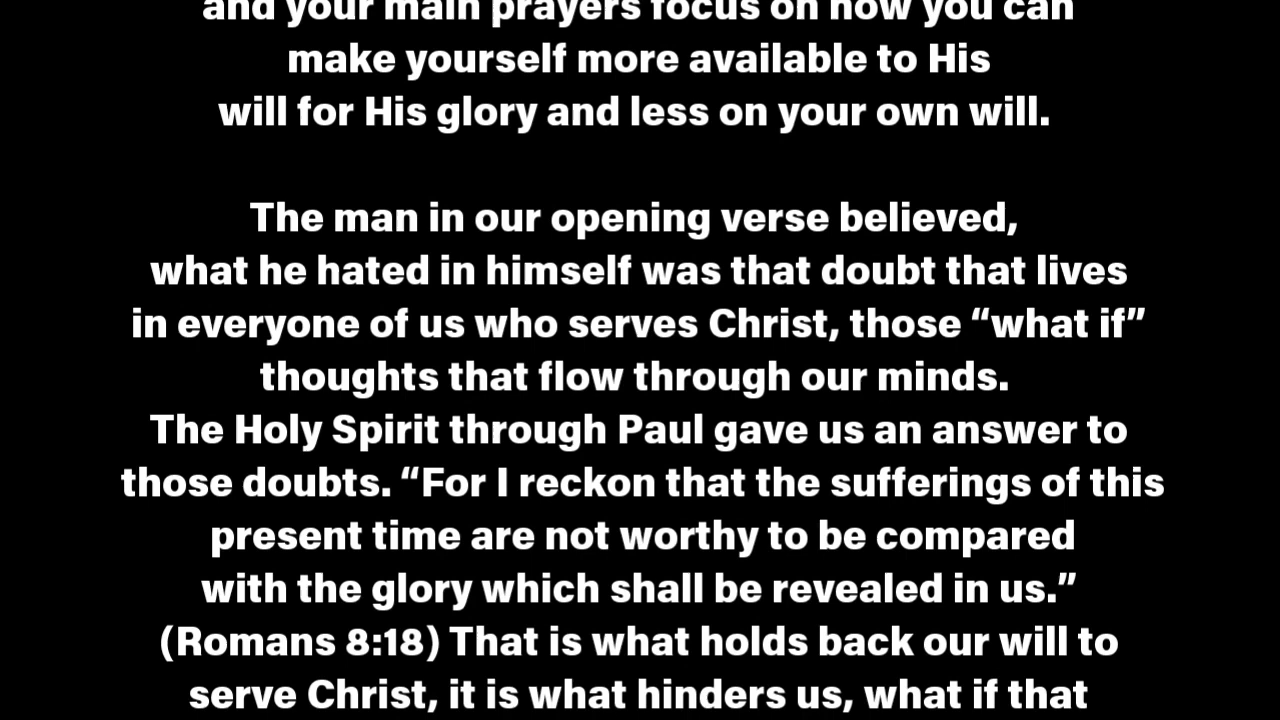 and your main prayers focus on how you can
make yourself more available to His
will for His glory and less on your own will.
The man in our opening verse believed,
what he hated in himself was that doubt that lives
in everyone of us who serves Christ, those “what if”
thoughts that flow through our minds.
The Holy Spirit through Paul gave us an answer to
those doubts. “For I reckon that the sufferings of this
present time are not worthy to be compared
with the glory which shall be revealed in us.”
(Romans 8:18) That is what holds back our will to
serve Christ, it is what hinders us, what if that